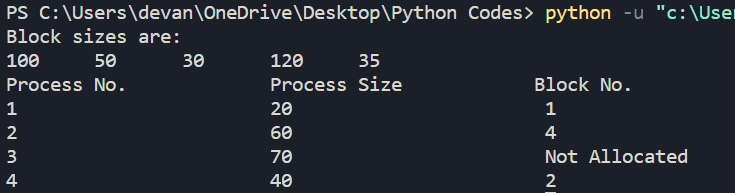 PS C:\Users\devan\OneDrive\Desktop\Python Codes> python -u "c:\User
Block sizes are:
100 50 30 120 35
Process No. Process Size Block No.
1 20 1
2 60 4
3 70 Not Allocated
4 40 2